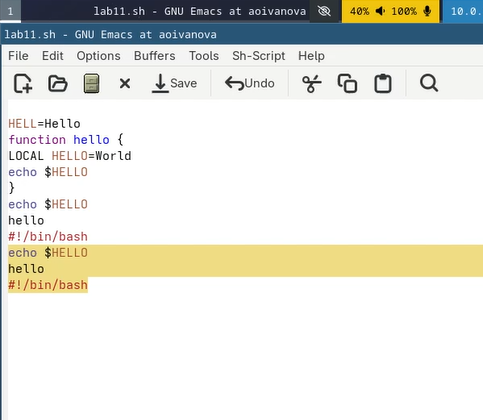 1 lab11.sh - GNU Emacs at aoivanova 40% 100% 10.0.
lab11.sh - GNU Emacs at aoivanova
File Edit Options Buffers Tools Sh-Script Help
Save Undo
HELL=Hello
function hello {
LOCAL HELLO=World
echo $HELLO
}
echo $HELLO
hello
#!/bin/bash
echo $HELLO
hello
#!/bin/bash